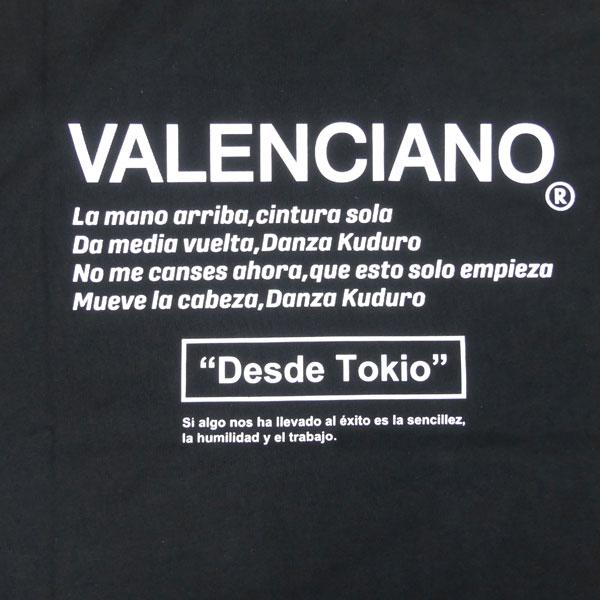 VALENCIANO®
La mano arriba,cintura sola
Da media vuelta,Danza Kuduro
No me canses ahora,que esto solo empieza
Mueve la cabeza,Danza Kuduro
“Desde Tokio”
Si algo nos ha llevado al éxito es la sencillez,
la humilidad y el trabajo.